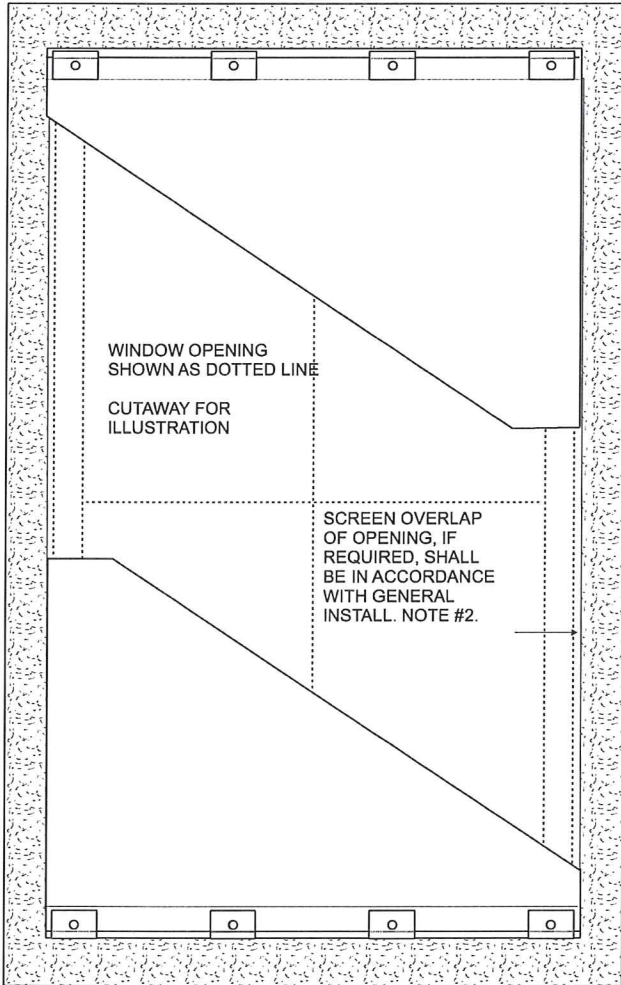 WINDOW OPENING
SHOWN AS DOTTED LINE
CUTAWAY FOR
ILLUSTRATION
SCREEN OVERLAP
OF OPENING, IF
REQUIRED, SHALL
BE IN ACCORDANCE
WITH GENERAL
INSTALL. NOTE #2.